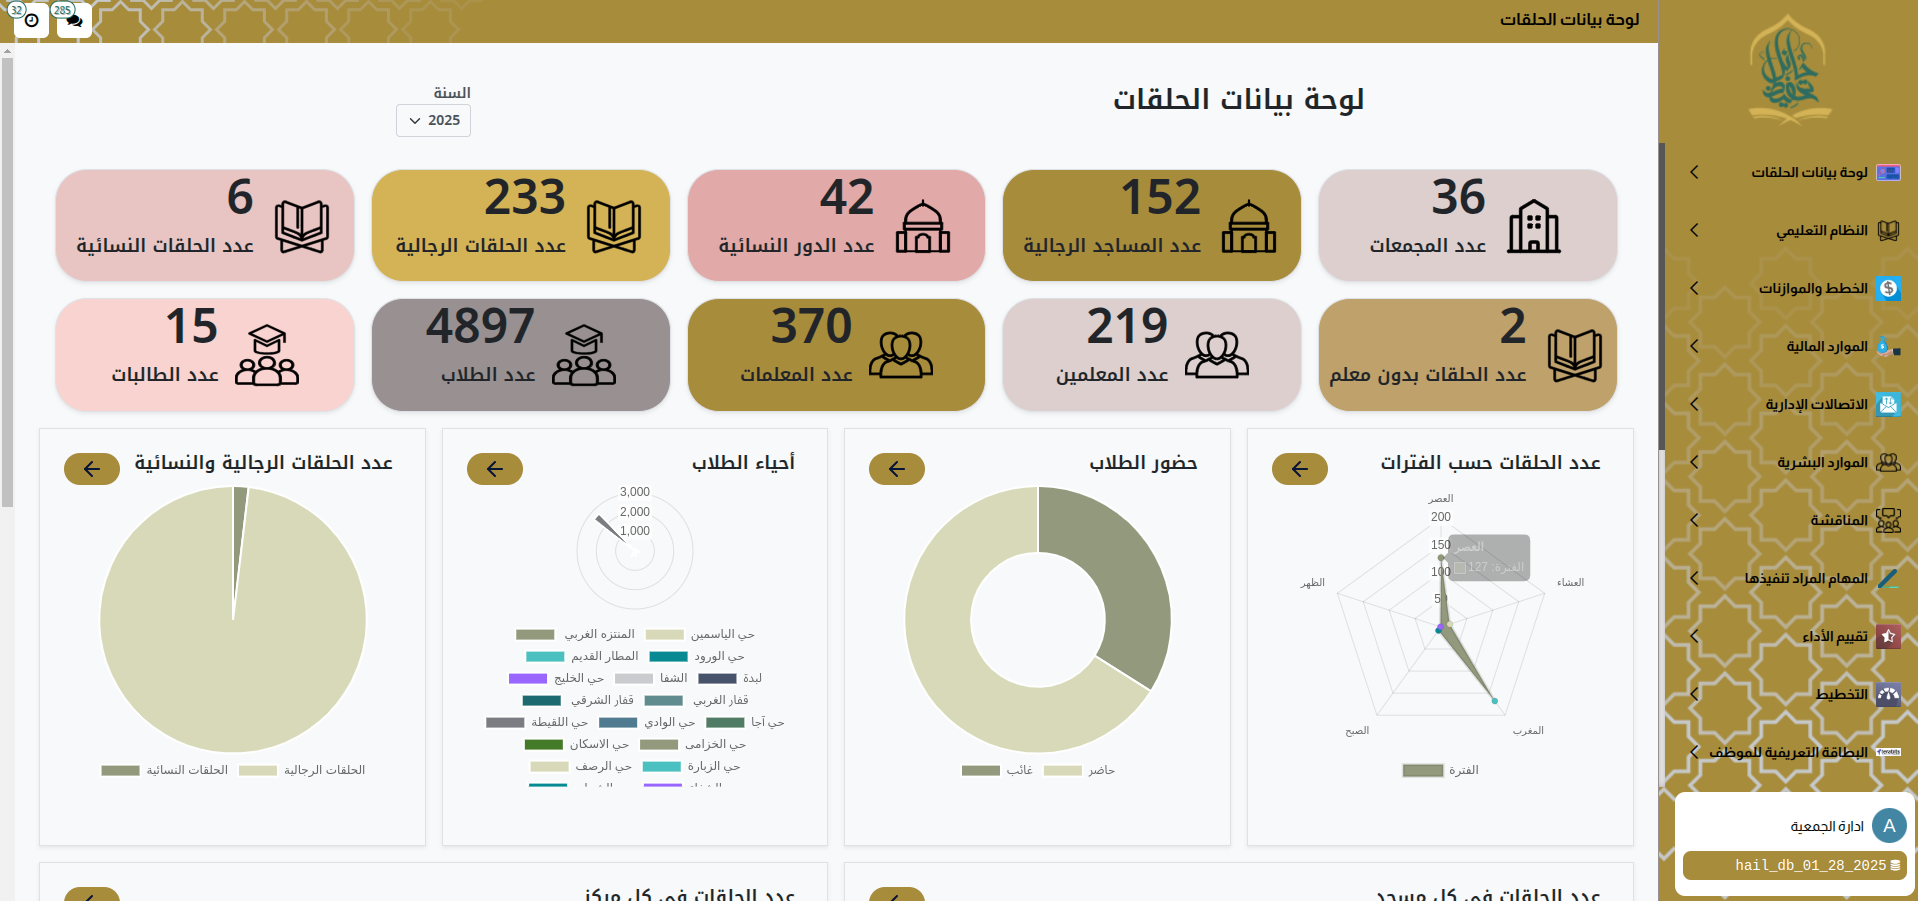 لوحة بيانات الحلقات
285
32
لوحة بيانات الحلقات
النظام التعليمي
الخطط والموازنات
الموارد المالية
الاتصالات الإدارية
الموارد البشرية
المناقشة
المهام المراد تنفيذها
تقييم الأداء
التخطيط
البطاقة التعريفية للموظف
A
ادارة الجمعية
hail_db_01_28_2025
لوحة بيانات الحلقات
السنة
2025
36
عدد المجمعات
152
عدد المساجد الرجالية
42
عدد الدور النسائية
233
عدد الحلقات الرجالية
6
عدد الحلقات النسائية
2
عدد الحلقات بدون معلم
219
عدد المعلمين
370
عدد المعلمات
4897
عدد الطلاب
15
عدد الطالبات
عدد الحلقات حسب الفترات
العصر
200
150
100
العصر
الفترة: 127
العشاء
الظهر
المغرب
الصبح
الفترة
حضور الطلاب
حاضر
غائب
أحياء الطلاب
3,000
2,000
1,000
حي الياسمين
المنتزه الغربي
حي الورود
المطار القديم
لبدة
الشفا
حي الخليج
قفار الغربي
قفار الشرقي
حي أجا
حي الوادي
حي اللقيطة
حي الخزامى
حي الاسكان
حي الزبارة
حي الرصف
عدد الحلقات الرجالية والنسائية
الحلقات الرجالية
الحلقات النسائية
عدد الحلقات في كل مسجد
عدد الحلقات في كل مركز